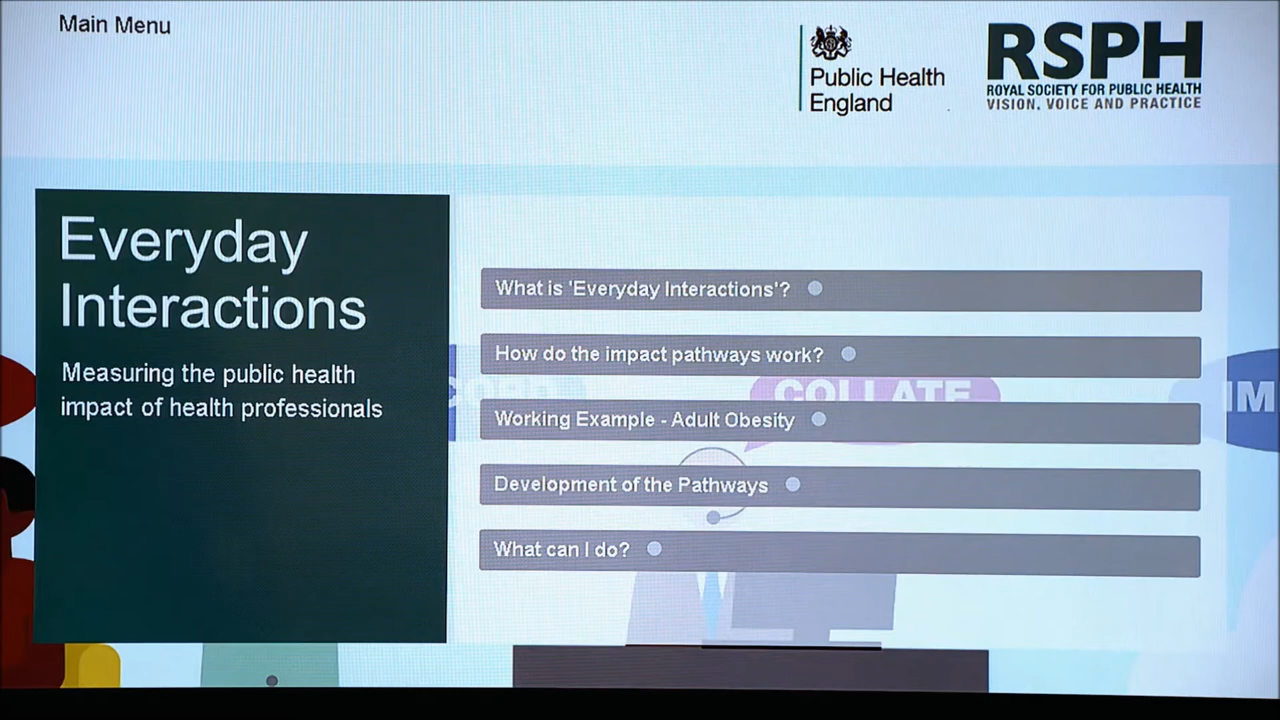 Main Menu
Public Health
England
RSPH
ROYAL SOCIETY FOR PUBLIC HEALTH
VISION, VOICE AND PRACTICE
Everyday
Interactions
Measuring the public health
impact of health professionals
What is 'Everyday Interactions'?
How do the impact pathways work?
COLLATE
Working Example - Adult Obesity
Development of the Pathways
What can I do?